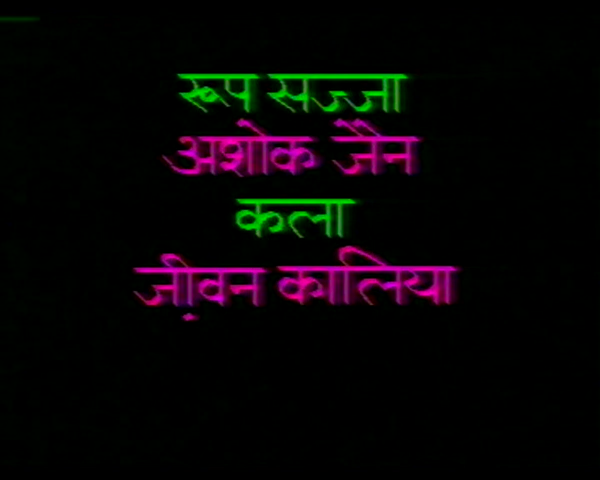 रूप सज्जा
अशोक जैन
कला
जीवन कालिया